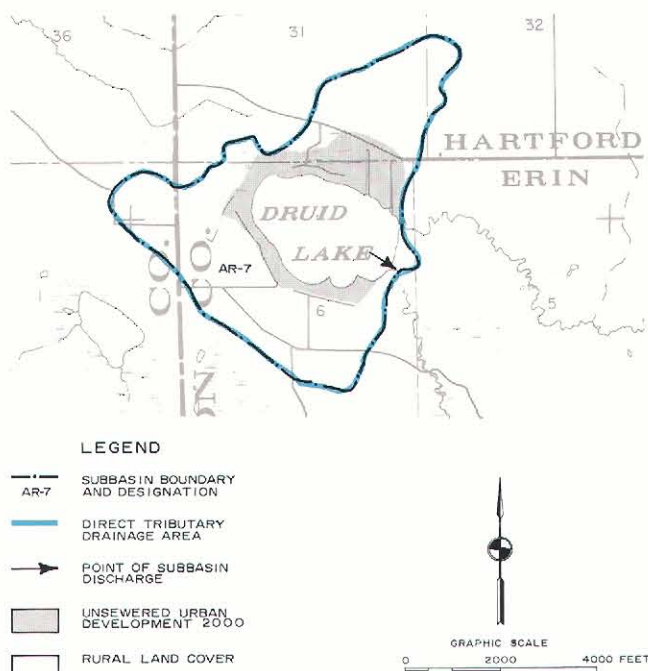 36
31
32
HARTFORD
ERIN
DRUID
LAKE
AR-7
CO.
CO.
ON
6
5
LEGEND
AR-7
SUBBASIN BOUNDARY
AND DESIGNATION
DIRECT TRIBUTARY
DRAINAGE AREA
POINT OF SUBBASIN
DISCHARGE
UNSEWERED URBAN
DEVELOPMENT 2000
RURAL LAND COVER
GRAPHIC SCALE
0 2000 4000 FEET